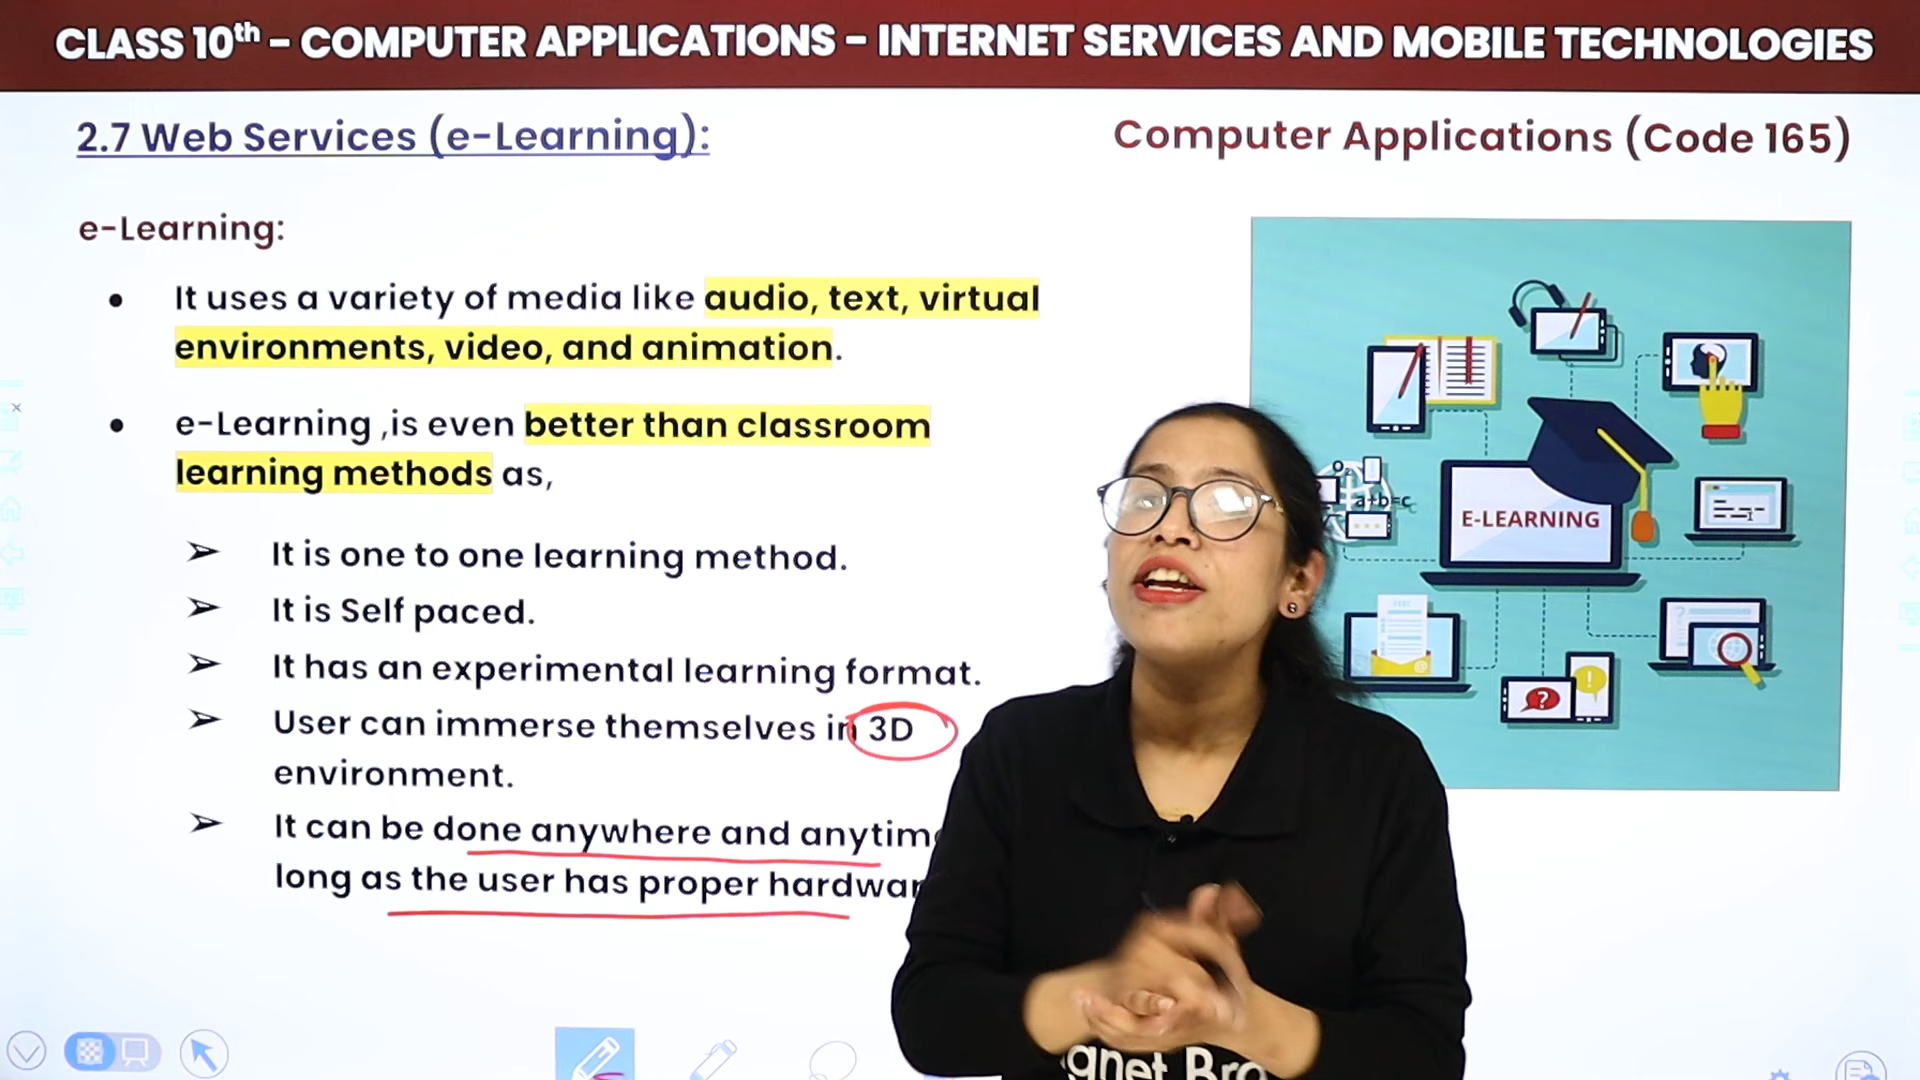 CLASS 10th - COMPUTER APPLICATIONS - INTERNET SERVICES AND MOBILE TECHNOLOGIES
2.7 Web Services (e-Learning):
Computer Applications (Code 165)
e-Learning:
• It uses a variety of media like audio, text, virtual
environments, video, and animation.
• e-Learning ,is even better than classroom
learning methods as,
➢ It is one to one learning method.
➢ It is Self paced.
➢ It has an experimental learning format.
➢ User can immerse themselves in 3D
environment.
➢ It can be done anywhere and anytim
long as the user has proper hardwar
a+b=c
E-LEARNING
gnet Bro